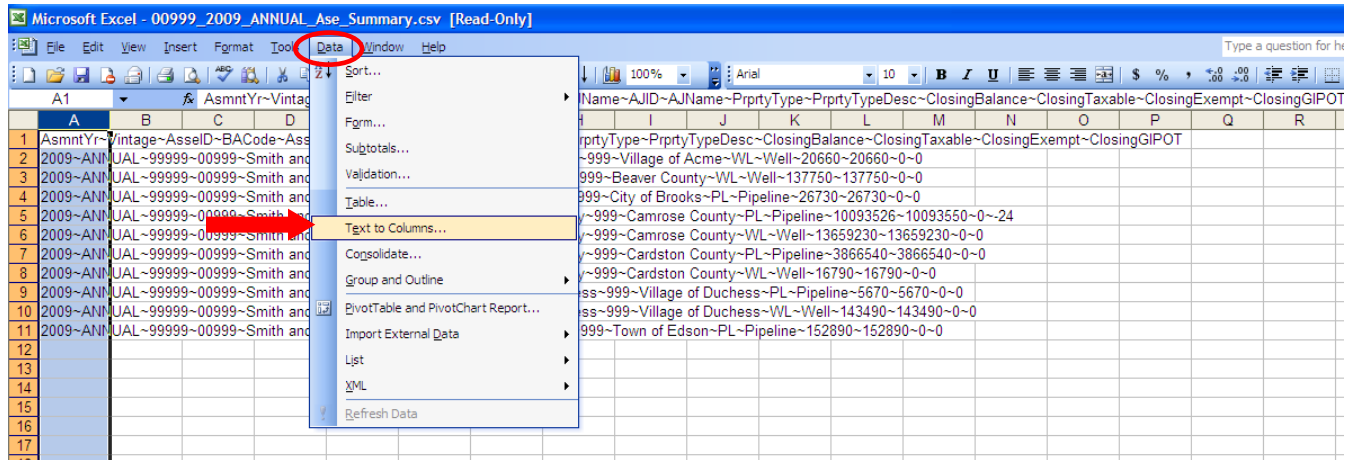 Microsoft Excel - 00999_2009_ANNUAL_Ase_Summary.csv [Read-Only]
File Edit View Insert Format Tools Data Window Help Type a question for he
100% Arial 10 B I U $ % , .00
A1 fx AsmntYr~Vintag Name~AJID~AJName~PrprtyType~PrprtyTypeDesc~ClosingBalance~ClosingTaxable~ClosingExempt~ClosingGIPOT
A B C D H I J K L M N O P Q R
1 AsmntYr~Vintage~AsseID~BACode~Ass rprtyType~PrprtyTypeDesc~ClosingBalance~ClosingTaxable~ClosingExempt~ClosingGIPOT
2 2009~ANNUAL~99999~00999~Smith and ~999~Village of Acme~WL~Well~20660~20660~0~0
3 2009~ANNUAL~99999~00999~Smith and 999~Beaver County~WL~Well~137750~137750~0~0
4 2009~ANNUAL~99999~00999~Smith and 999~City of Brooks~PL~Pipeline~26730~26730~0~0
5 2009~ANNUAL~99999~00999~Smith and y~999~Camrose County~PL~Pipeline~10093526~10093550~0~-24
6 2009~ANNUAL~99999~00999~Smith and y~999~Camrose County~WL~Well~13659230~13659230~0~0
7 2009~ANNUAL~99999~00999~Smith and y~999~Cardston County~PL~Pipeline~3866540~3866540~0~0
8 2009~ANNUAL~99999~00999~Smith and y~999~Cardston County~WL~Well~16790~16790~0~0
9 2009~ANNUAL~99999~00999~Smith and ess~999~Village of Duchess~PL~Pipeline~5670~5670~0~0
10 2009~ANNUAL~99999~00999~Smith and ess~999~Village of Duchess~WL~Well~143490~143490~0~0
11 2009~ANNUAL~99999~00999~Smith and 999~Town of Edson~PL~Pipeline~152890~152890~0~0
12
13
14
15
16
17
Sort...
Filter
Form...
Subtotals...
Validation...
Table...
Text to Columns...
Consolidate...
Group and Outline
PivotTable and PivotChart Report...
Import External Data
List
XML
Refresh Data